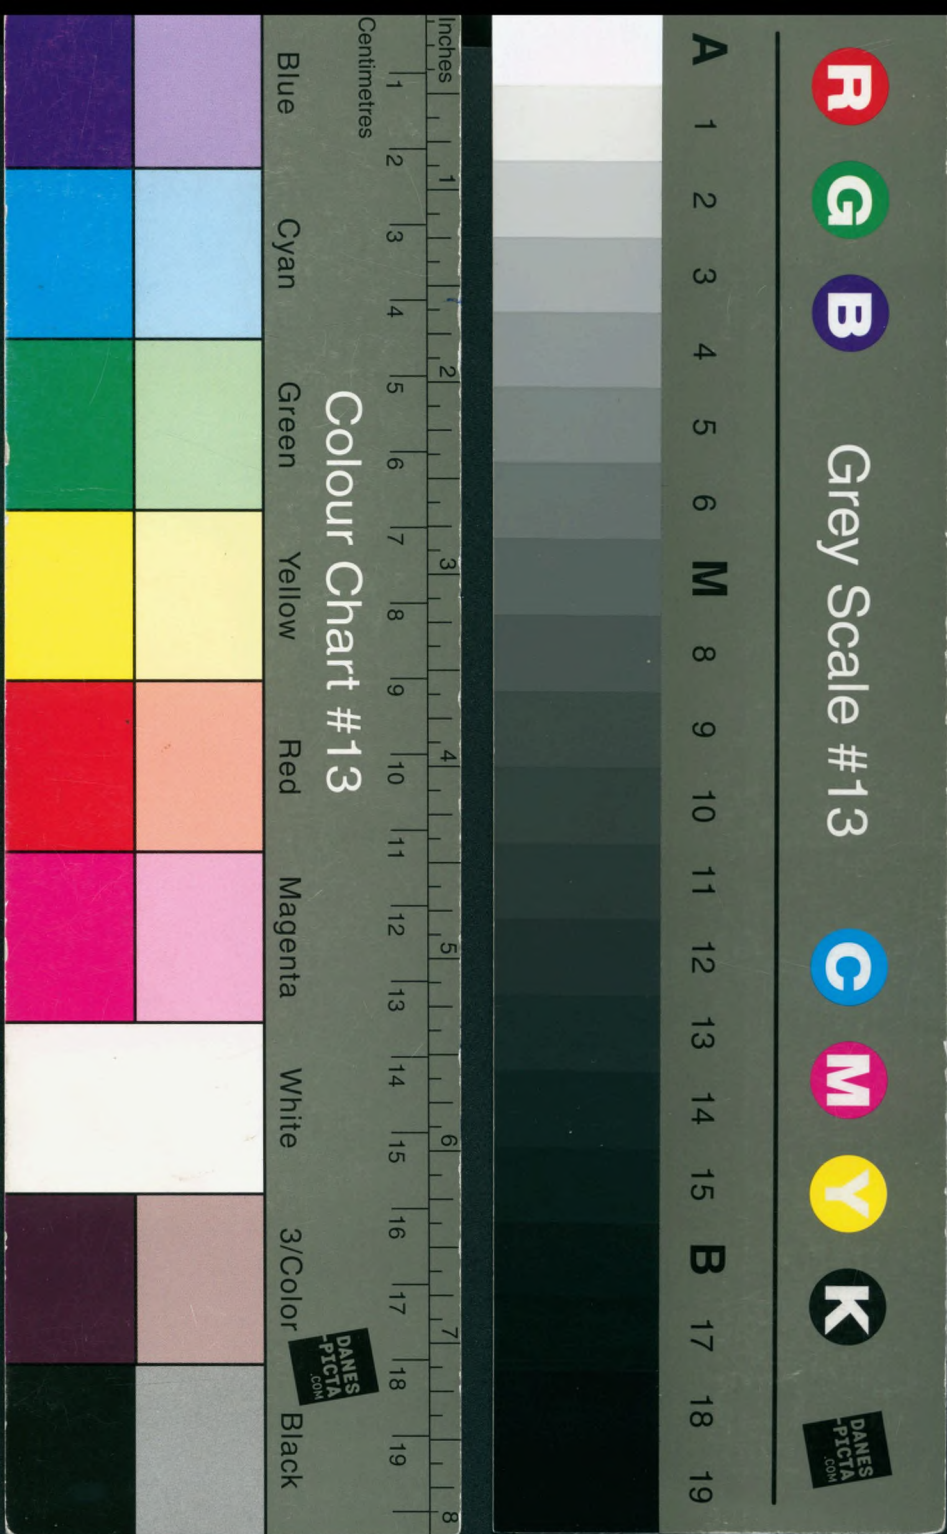 R G B Grey Scale #13 C M Y K
DANES
-PICTA
.COM
A 1 2 3 4 5 6 M 8 9 10 11 12 13 14 15 B 17 18 19
Inches 1 2 3 4 5 6 7 8
Centimetres 1 2 3 4 5 6 7 8 9 10 11 12 13 14 15 16 17 18 19
Colour Chart #13
DANES
-PICTA
.COM
Blue Cyan Green Yellow Red Magenta White 3/Color Black